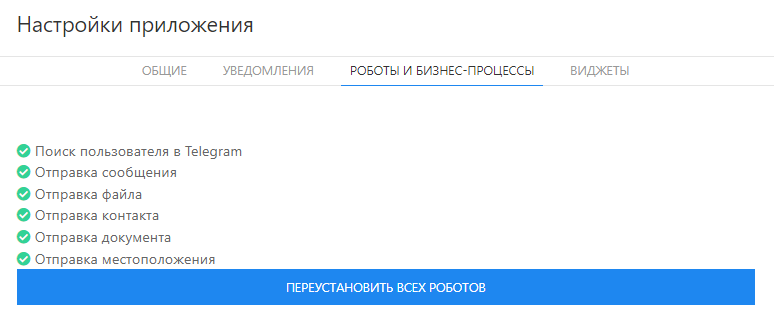 Настройки приложения
ОБЩИЕ УВЕДОМЛЕНИЯ РОБОТЫ И БИЗНЕС-ПРОЦЕССЫ ВИДЖЕТЫ
Поиск пользователя в Telegram
Отправка сообщения
Отправка файла
Отправка контакта
Отправка документа
Отправка местоположения
ПЕРЕУСТАНОВИТЬ ВСЕХ РОБОТОВ